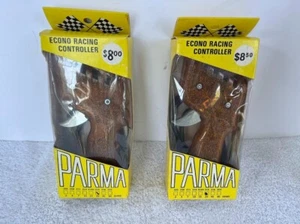 ECONO RACING
CONTROLLER
$8.00
PARMA
ECONO RACING
CONTROLLER
$8.50
PARMA